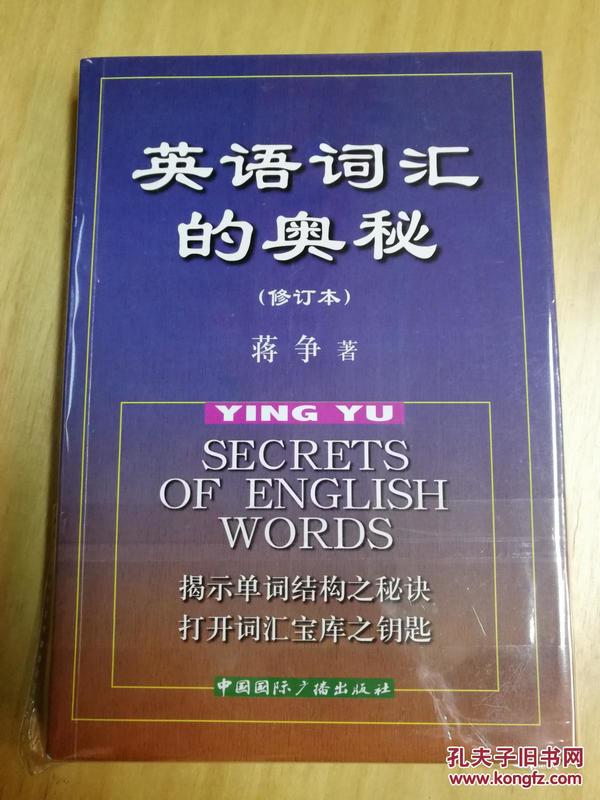 英语词汇
的奥秘
(修订本)
蒋 争 著
YING YU
SECRETS
OF ENGLISH
WORDS
揭示单词结构之秘诀
打开词汇宝库之钥匙
中国国际广播出版社
孔夫子旧书网
www.kongfz.com